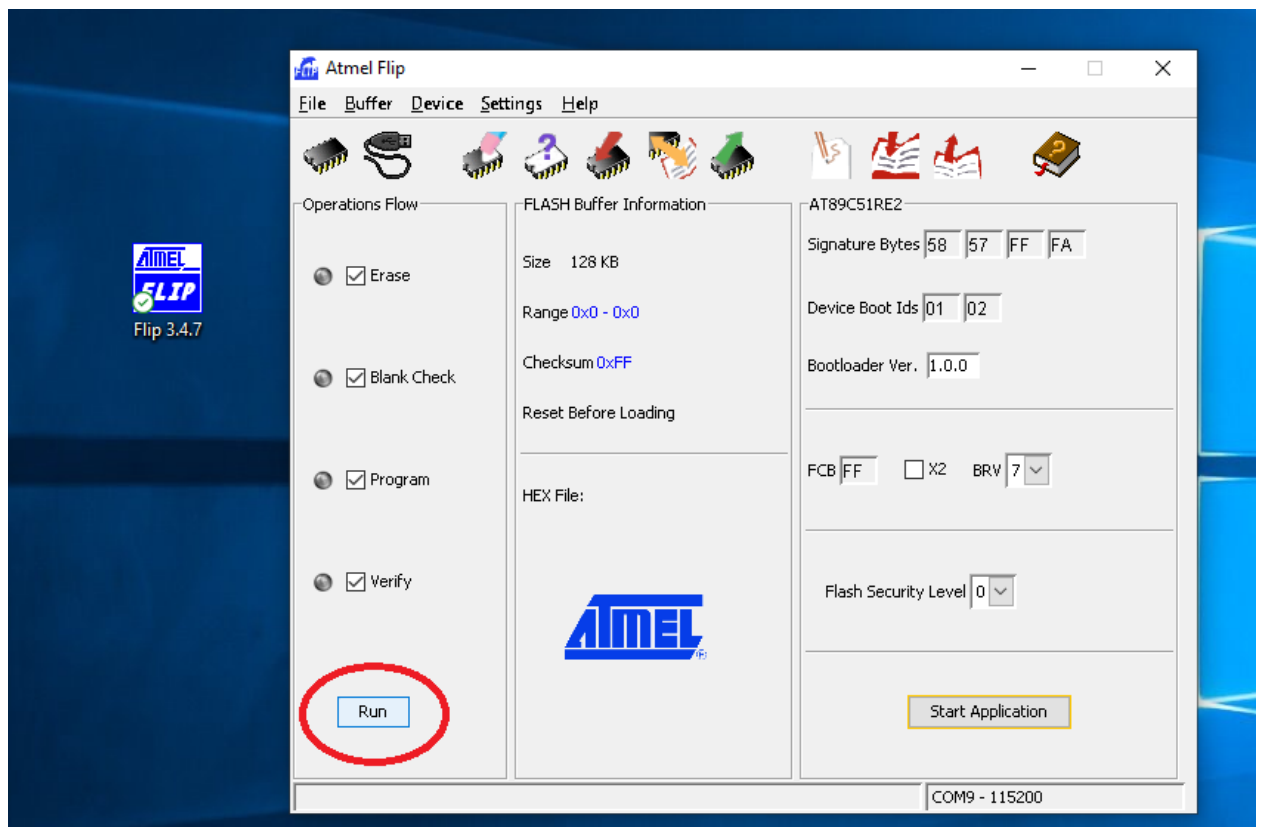 Atmel Flip
File Buffer Device Settings Help
Operations Flow
Erase
Blank Check
Program
Verify
Run
FLASH Buffer Information
Size 128 KB
Range 0x0 - 0x0
Checksum 0xFF
Reset Before Loading
HEX File:
ATMEL
®
AT89C51RE2
Signature Bytes 58 57 FF FA
Device Boot Ids 01 02
Bootloader Ver. 1.0.0
FCB FF X2 BRV 7
Flash Security Level 0
Start Application
COM9 - 115200
ATMEL
FLIP
Flip 3.4.7